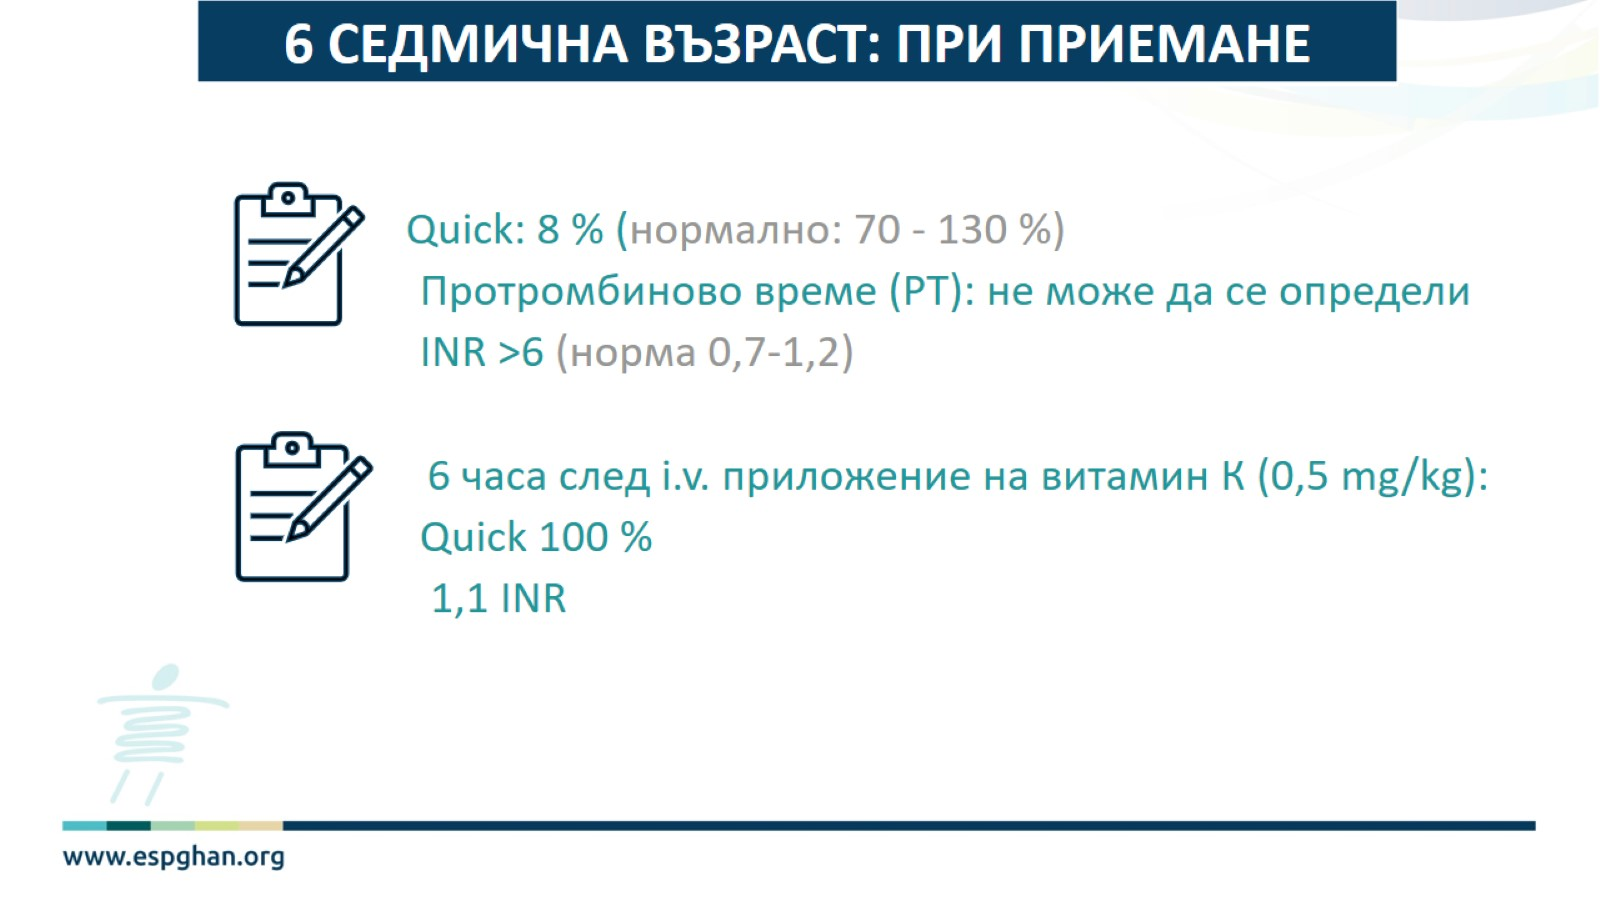 6 СЕДМИЧНА ВЪЗРАСТ: ПРИ ПРИЕМАНЕ
Quick: 8 % (нормално: 70 - 130 %)
Протромбиново време (PT): не може да се определи
INR >6 (норма 0,7-1,2)
6 часа след i.v. приложение на витамин К (0,5 mg/kg):
Quick 100 %
1,1 INR
www.espghan.org